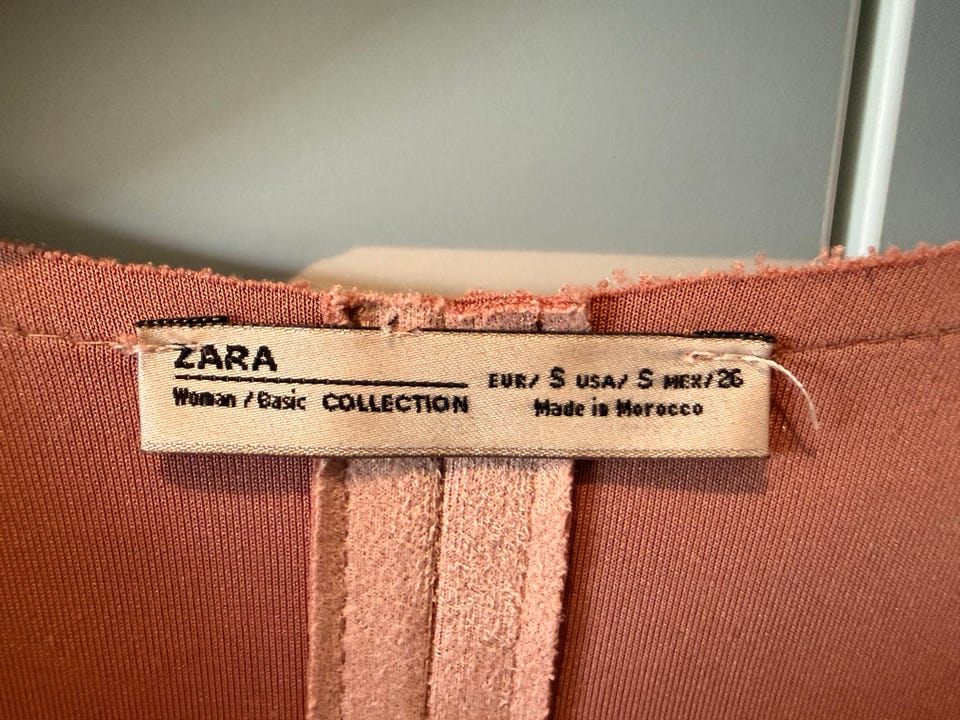 ZARA
Woman / Basic COLLECTION
EUR/ S USA/ S MEX/26
Made in Morocco